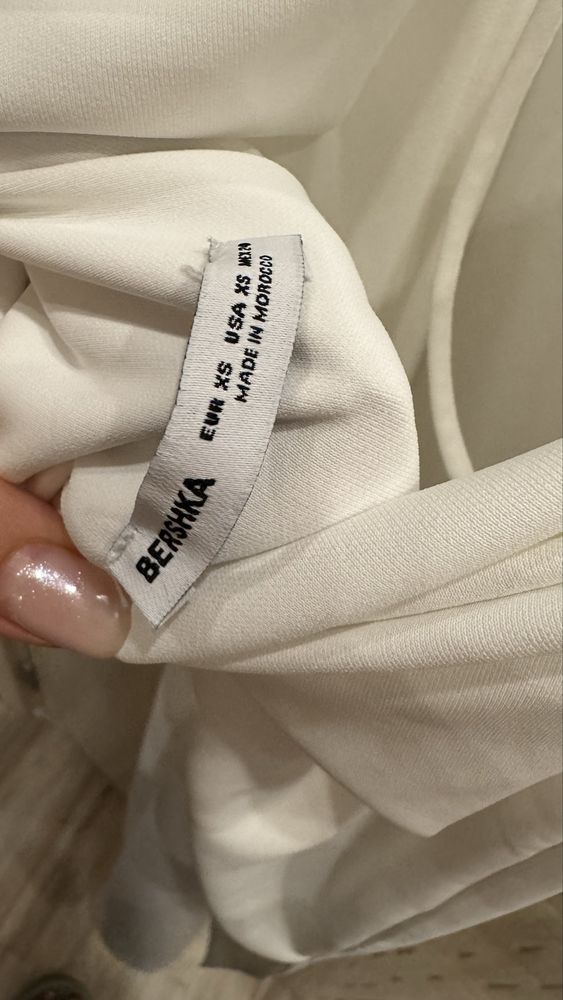 BERSHKA
EUR XS USA XS MEX 24
MADE IN MOROCCO